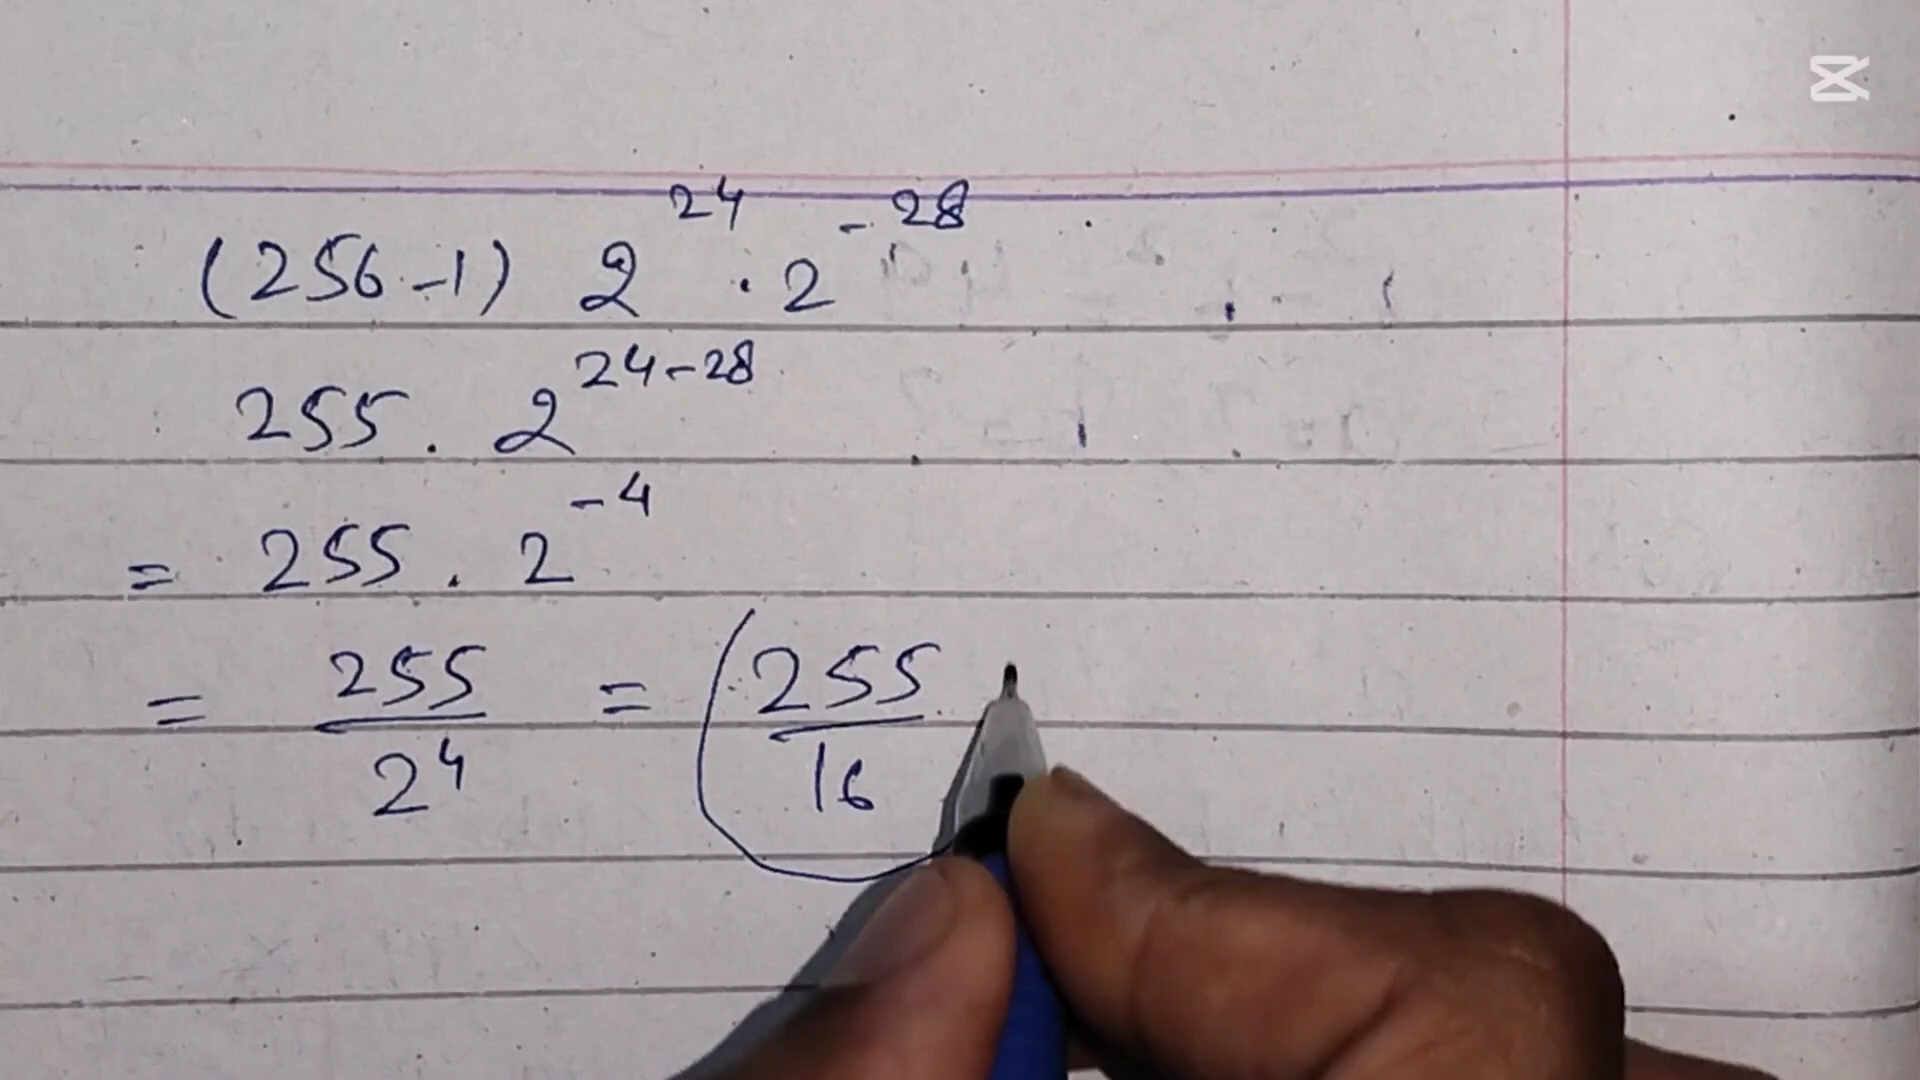 (256-1) 2^24 · 2^-28
255 . 2^24-28
= 255 . 2^-4
= 255/2^4 = 255/16